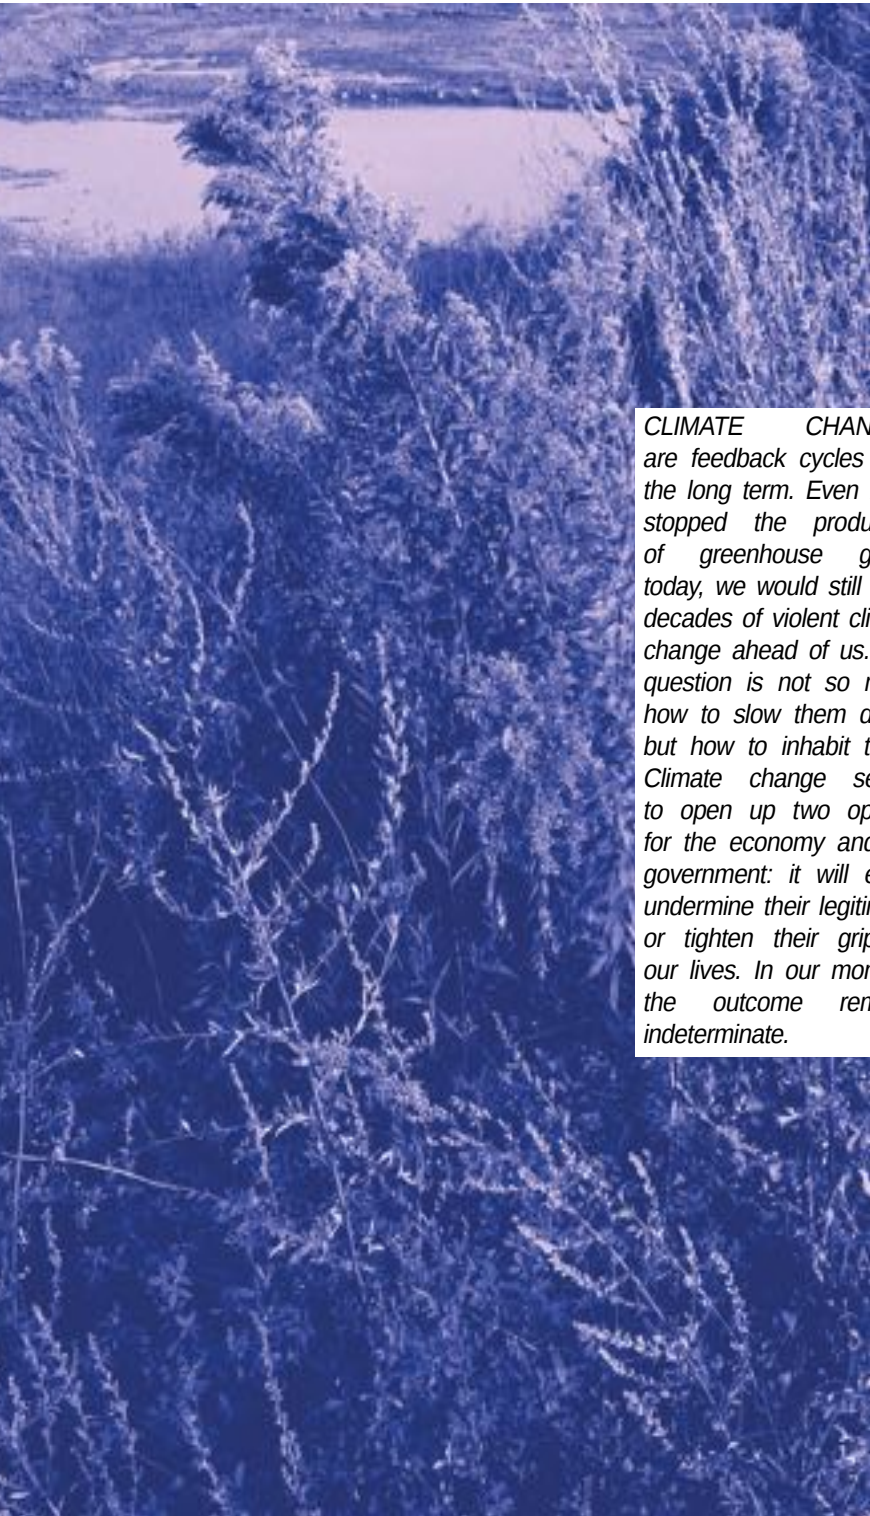 CLIMATE CHAN
are feedback cycles
the long term. Even
stopped the produ
of greenhouse g
today, we would still
decades of violent cli
change ahead of us.
question is not so
how to slow them d
but how to inhabit t
Climate change se
to open up two op
for the economy and
government: it will e
undermine their legiti
or tighten their grip
our lives. In our mor
the outcome ren
indeterminate.